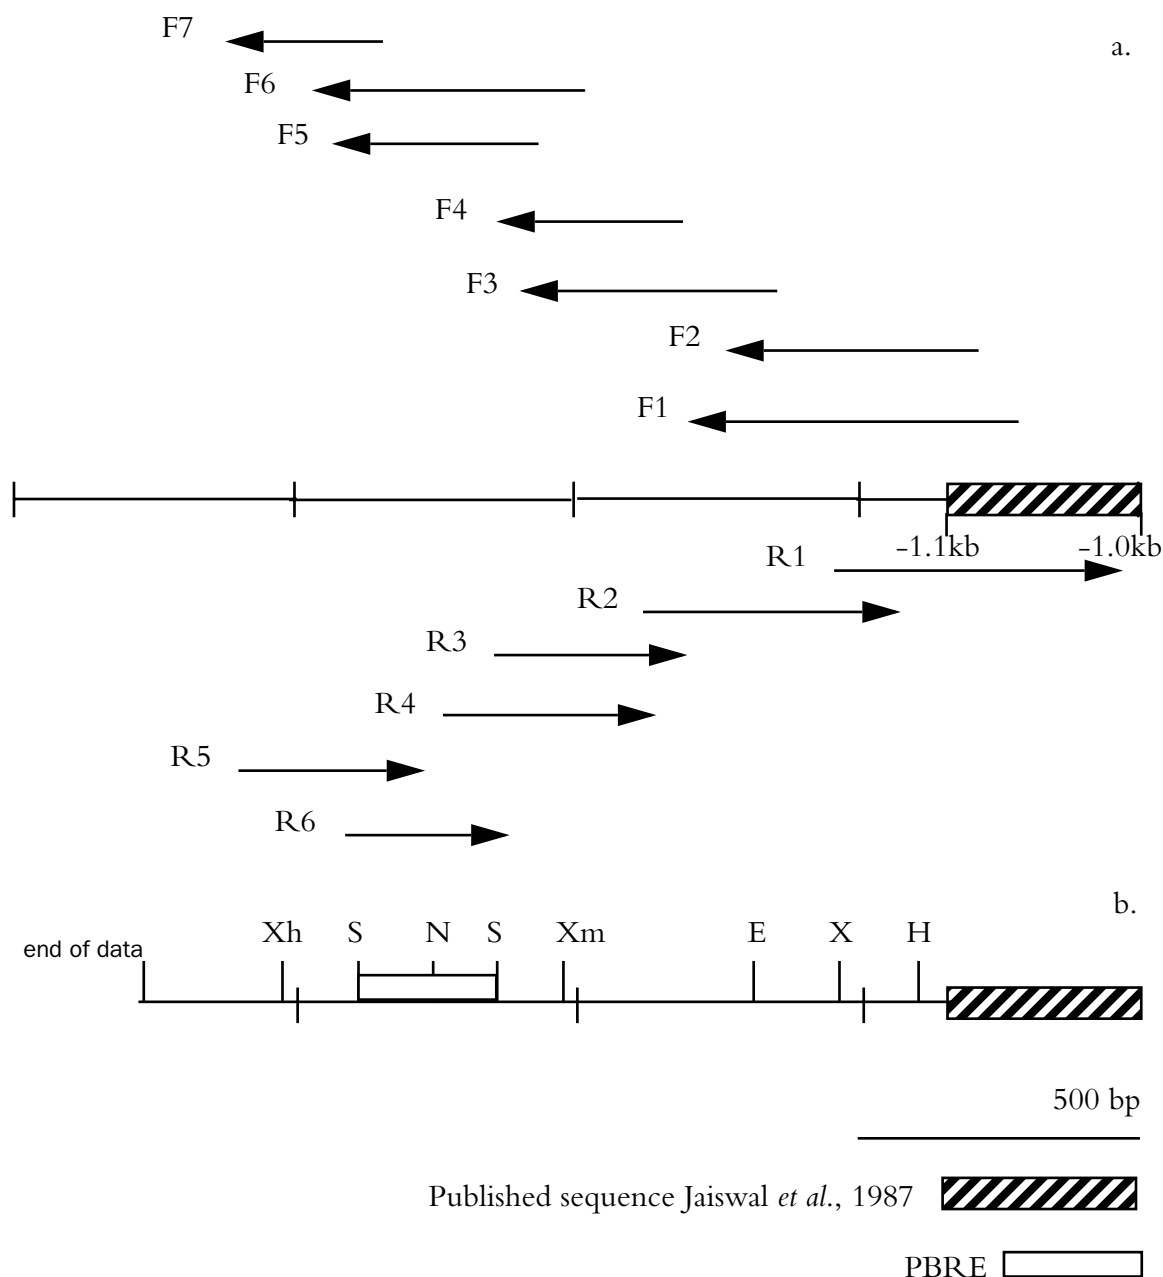 F7
a.
F6
F5
F4
F3
F2
F1
-1.1kb
-1.0kb
R1
R2
R3
R4
R5
R6
b.
end of data
Xh S N S Xm E X H
500 bp
Published sequence Jaiswal et al., 1987
PBRE